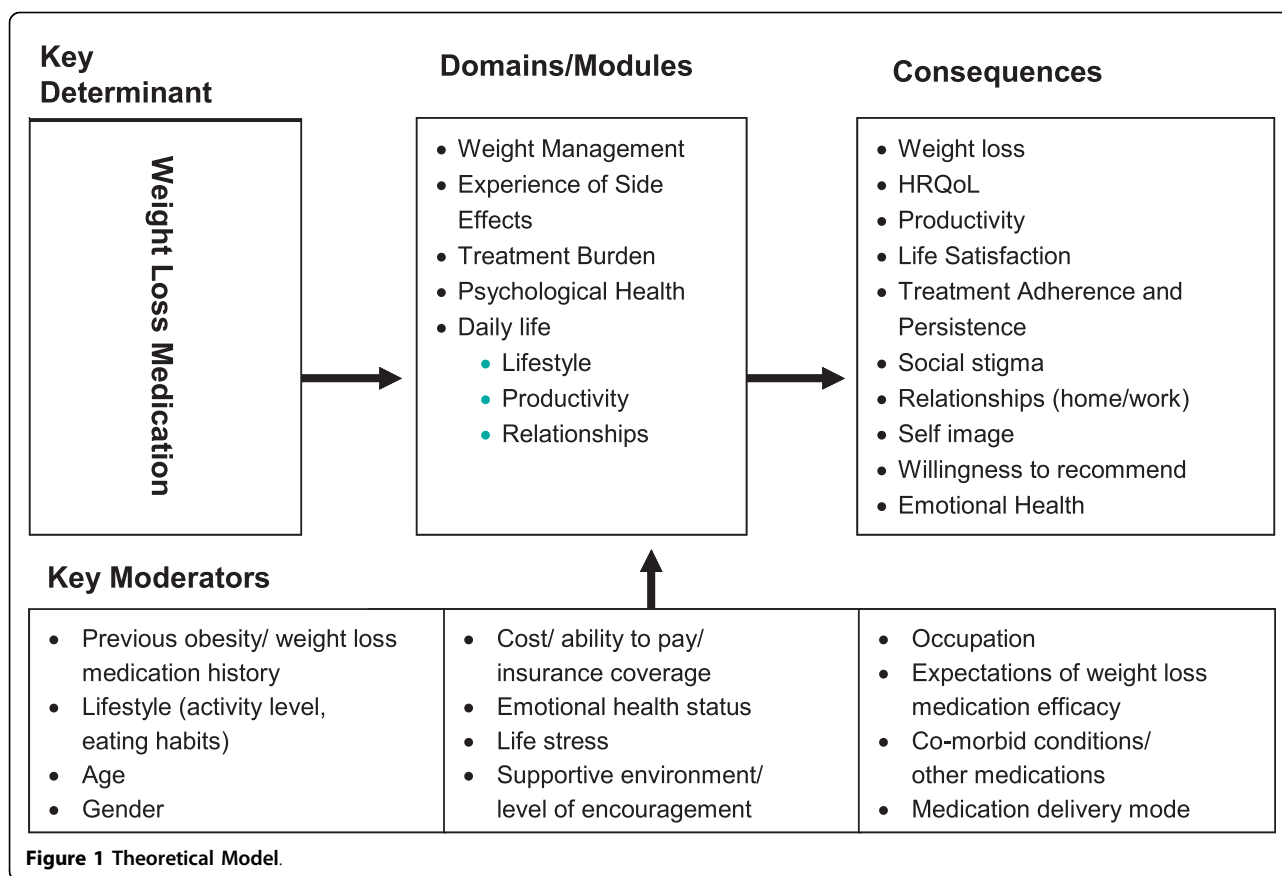 Key
Determinant
Weight Loss Medication
Domains/Modules
• Weight Management
• Experience of Side
Effects
• Treatment Burden
• Psychological Health
• Daily life
• Lifestyle
• Productivity
• Relationships
Consequences
• Weight loss
• HRQoL
• Productivity
• Life Satisfaction
• Treatment Adherence and
Persistence
• Social stigma
• Relationships (home/work)
• Self image
• Willingness to recommend
• Emotional Health
Key Moderators
• Previous obesity/ weight loss
medication history
• Lifestyle (activity level,
eating habits)
• Age
• Gender
• Cost/ ability to pay/
insurance coverage
• Emotional health status
• Life stress
• Supportive environment/
level of encouragement
• Occupation
• Expectations of weight loss
medication efficacy
• Co-morbid conditions/
other medications
• Medication delivery mode
Figure 1 Theoretical Model.